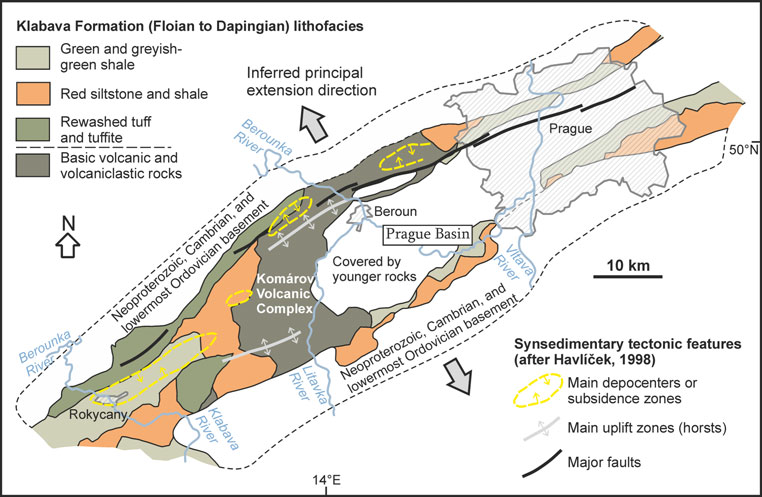 Klabava Formation (Floian to Dapingian) lithofacies
Green and greyish-
green shale
Red siltstone and shale
Rewashed tuff
and tuffite
Basic volcanic and
volcaniclastic rocks
Inferred principal
extension direction
Berounka
River
Prague
50°N
N
Neoproterozoic, Cambrian, and
lowermost Ordovician basement
Beroun
Prague Basin
Vltava
River
Covered by
younger rocks
10 km
Komárov
Volcanic
Complex
Neoproterozoic, Cambrian, and
lowermost Ordovician basement
Berounka
River
Rokycany
Klabava
River
Litavka
River
14°E
Synsedimentary tectonic features
(after Havlíček, 1998)
Main depocenters or
subsidence zones
Main uplift zones (horsts)
Major faults